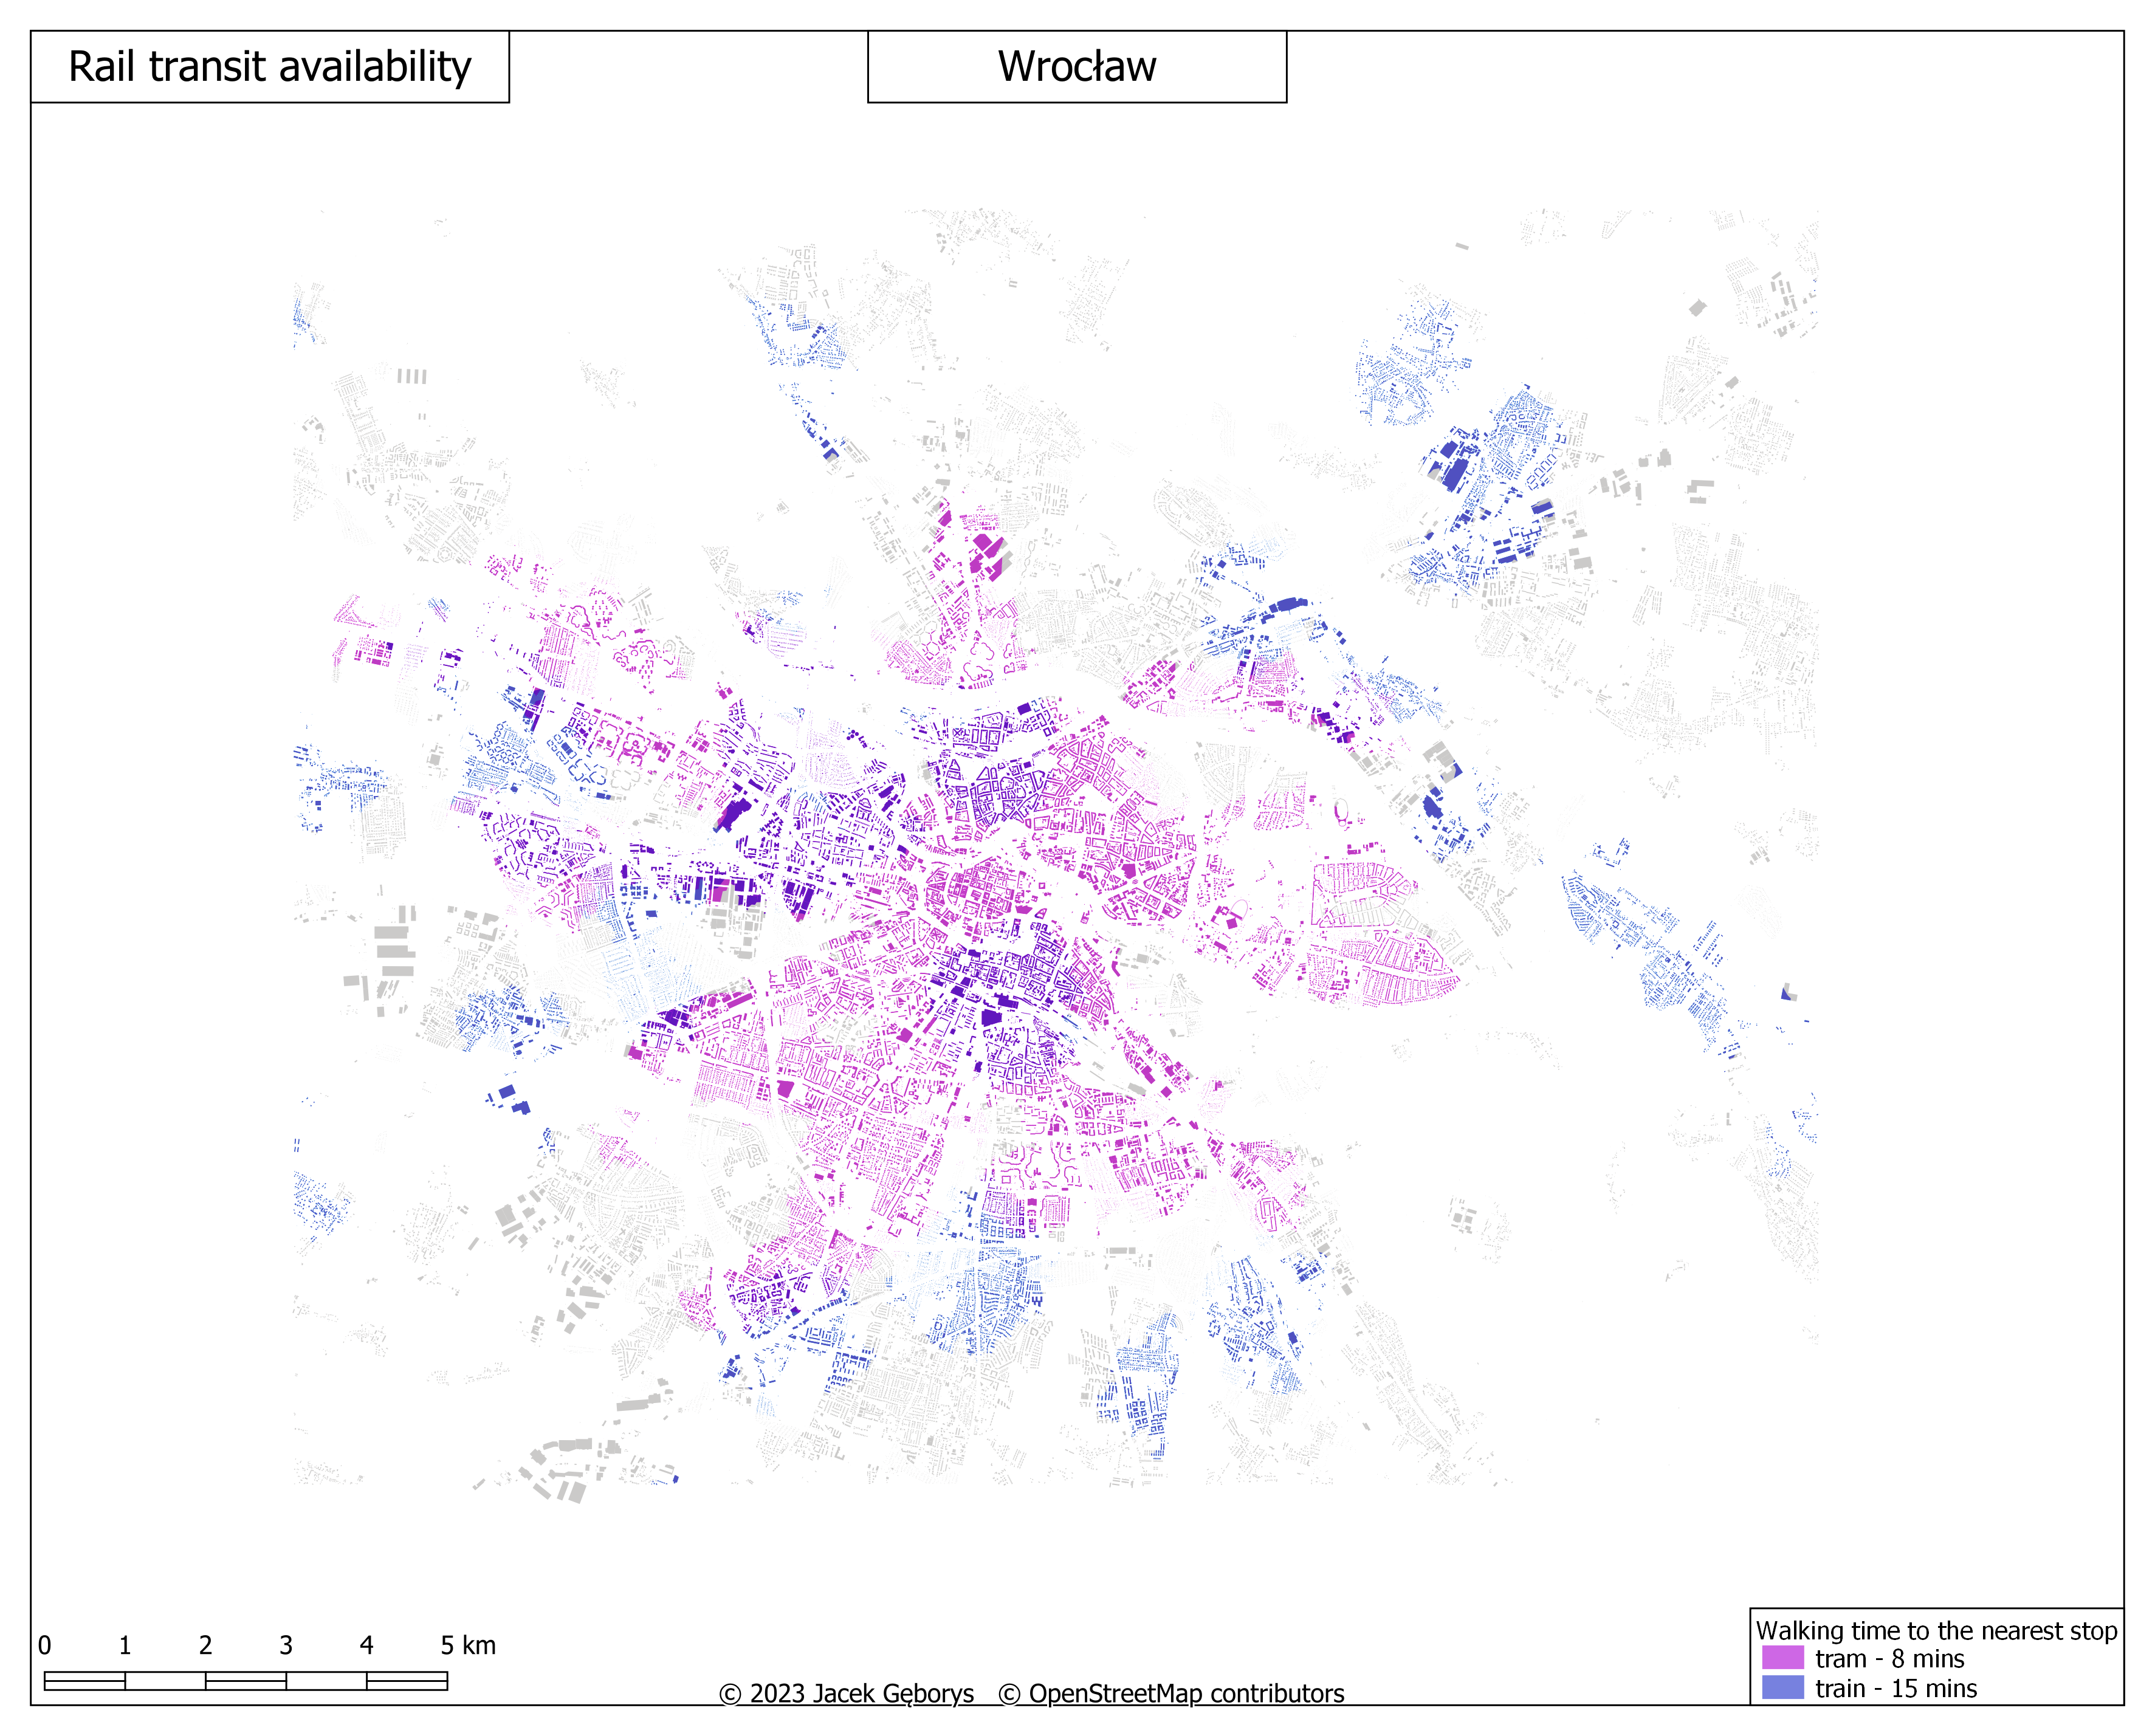 Rail transit availability
Wrocław
0 1 2 3 4 5 km
© 2023 Jacek Gęborys © OpenStreetMap contributors
Walking time to the nearest stop
tram - 8 mins
train - 15 mins